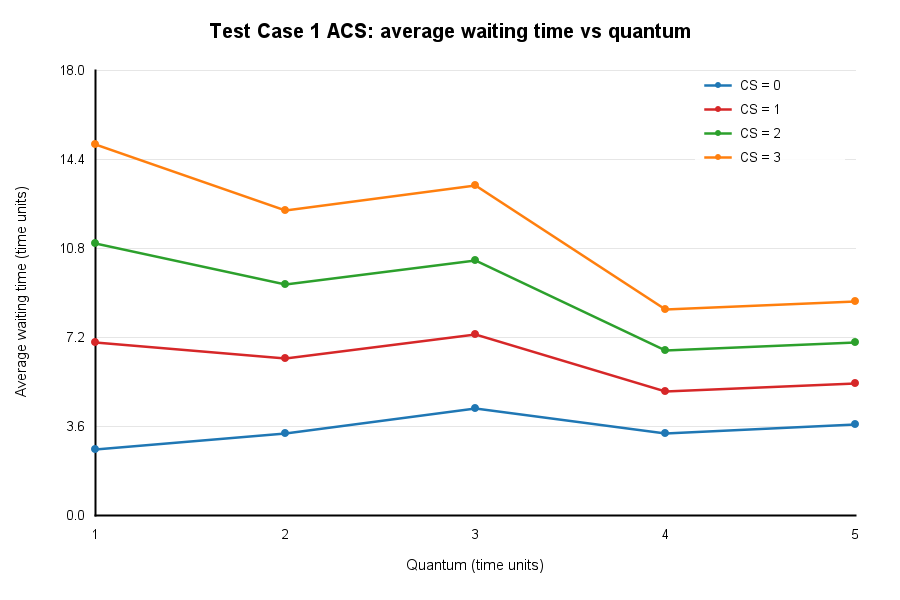 Test Case 1 ACS: average waiting time vs quantum
18.0
14.4
10.8
7.2
3.6
0.0
Average waiting time (time units)
CS = 0
CS = 1
CS = 2
CS = 3
1
2
3
4
5
Quantum (time units)